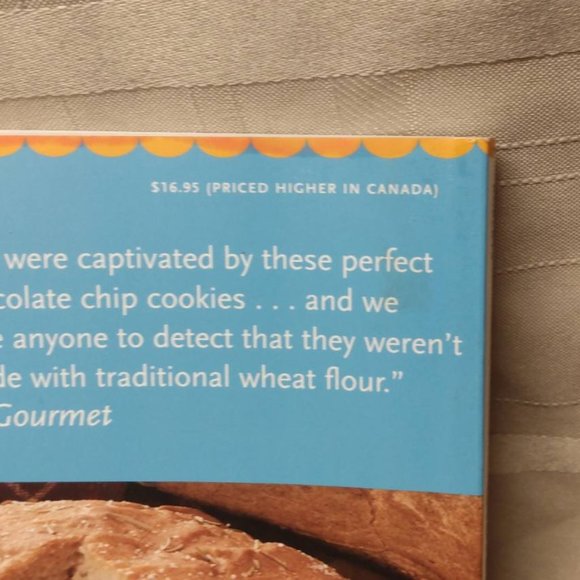 $16.95 (PRICED HIGHER IN CANADA)
were captivated by these perfect
colate chip cookies . . . and we
e anyone to detect that they weren't
de with traditional wheat flour."
Gourmet